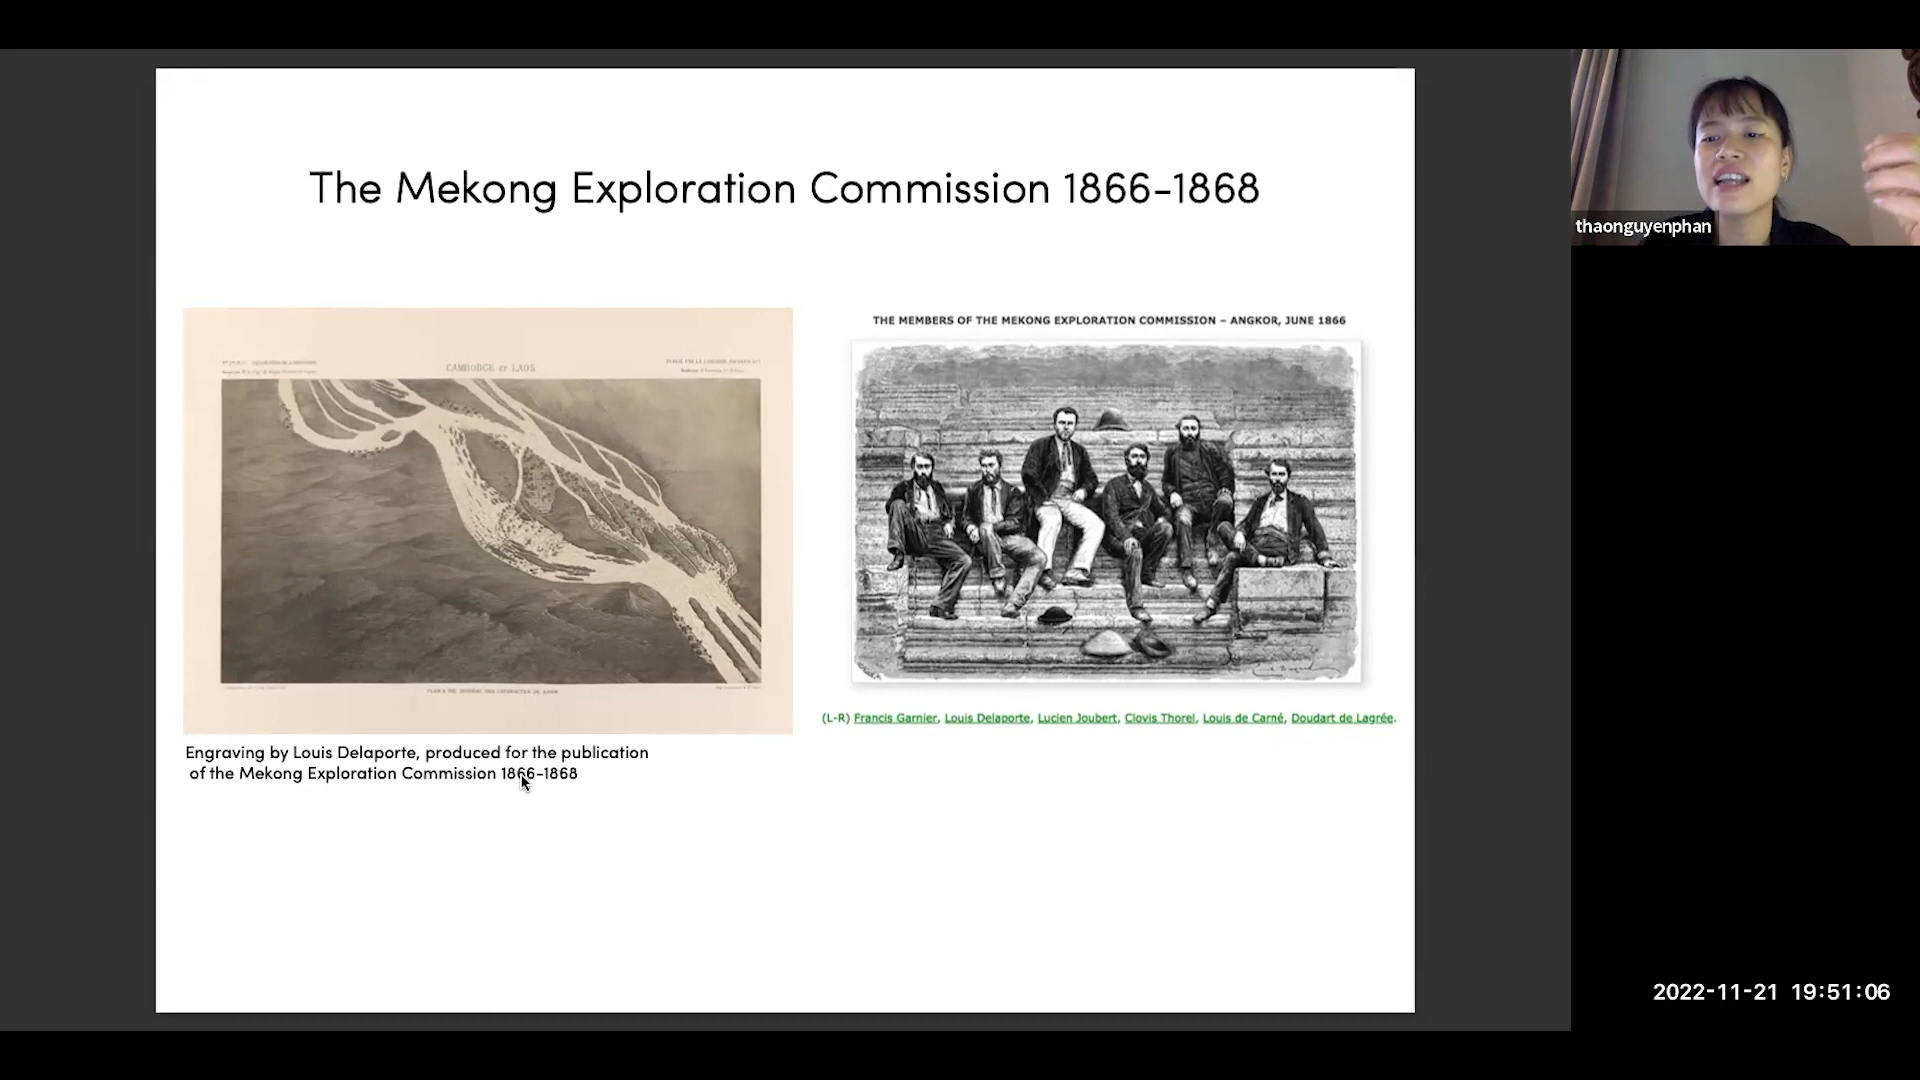 The Mekong Exploration Commission 1866-1868
thaonguyenphan
CAMBODGE ET LAOS
THE MEMBERS OF THE MEKONG EXPLORATION COMMISSION – ANGKOR, JUNE 1866
(L-R) Francis Garnier, Louis Delaporte, Lucien Joubert, Clovis Thorel, Louis de Carné, Doudart de Lagrée.
Engraving by Louis Delaporte, produced for the publication
of the Mekong Exploration Commission 1866-1868
2022-11-21 19:51:06